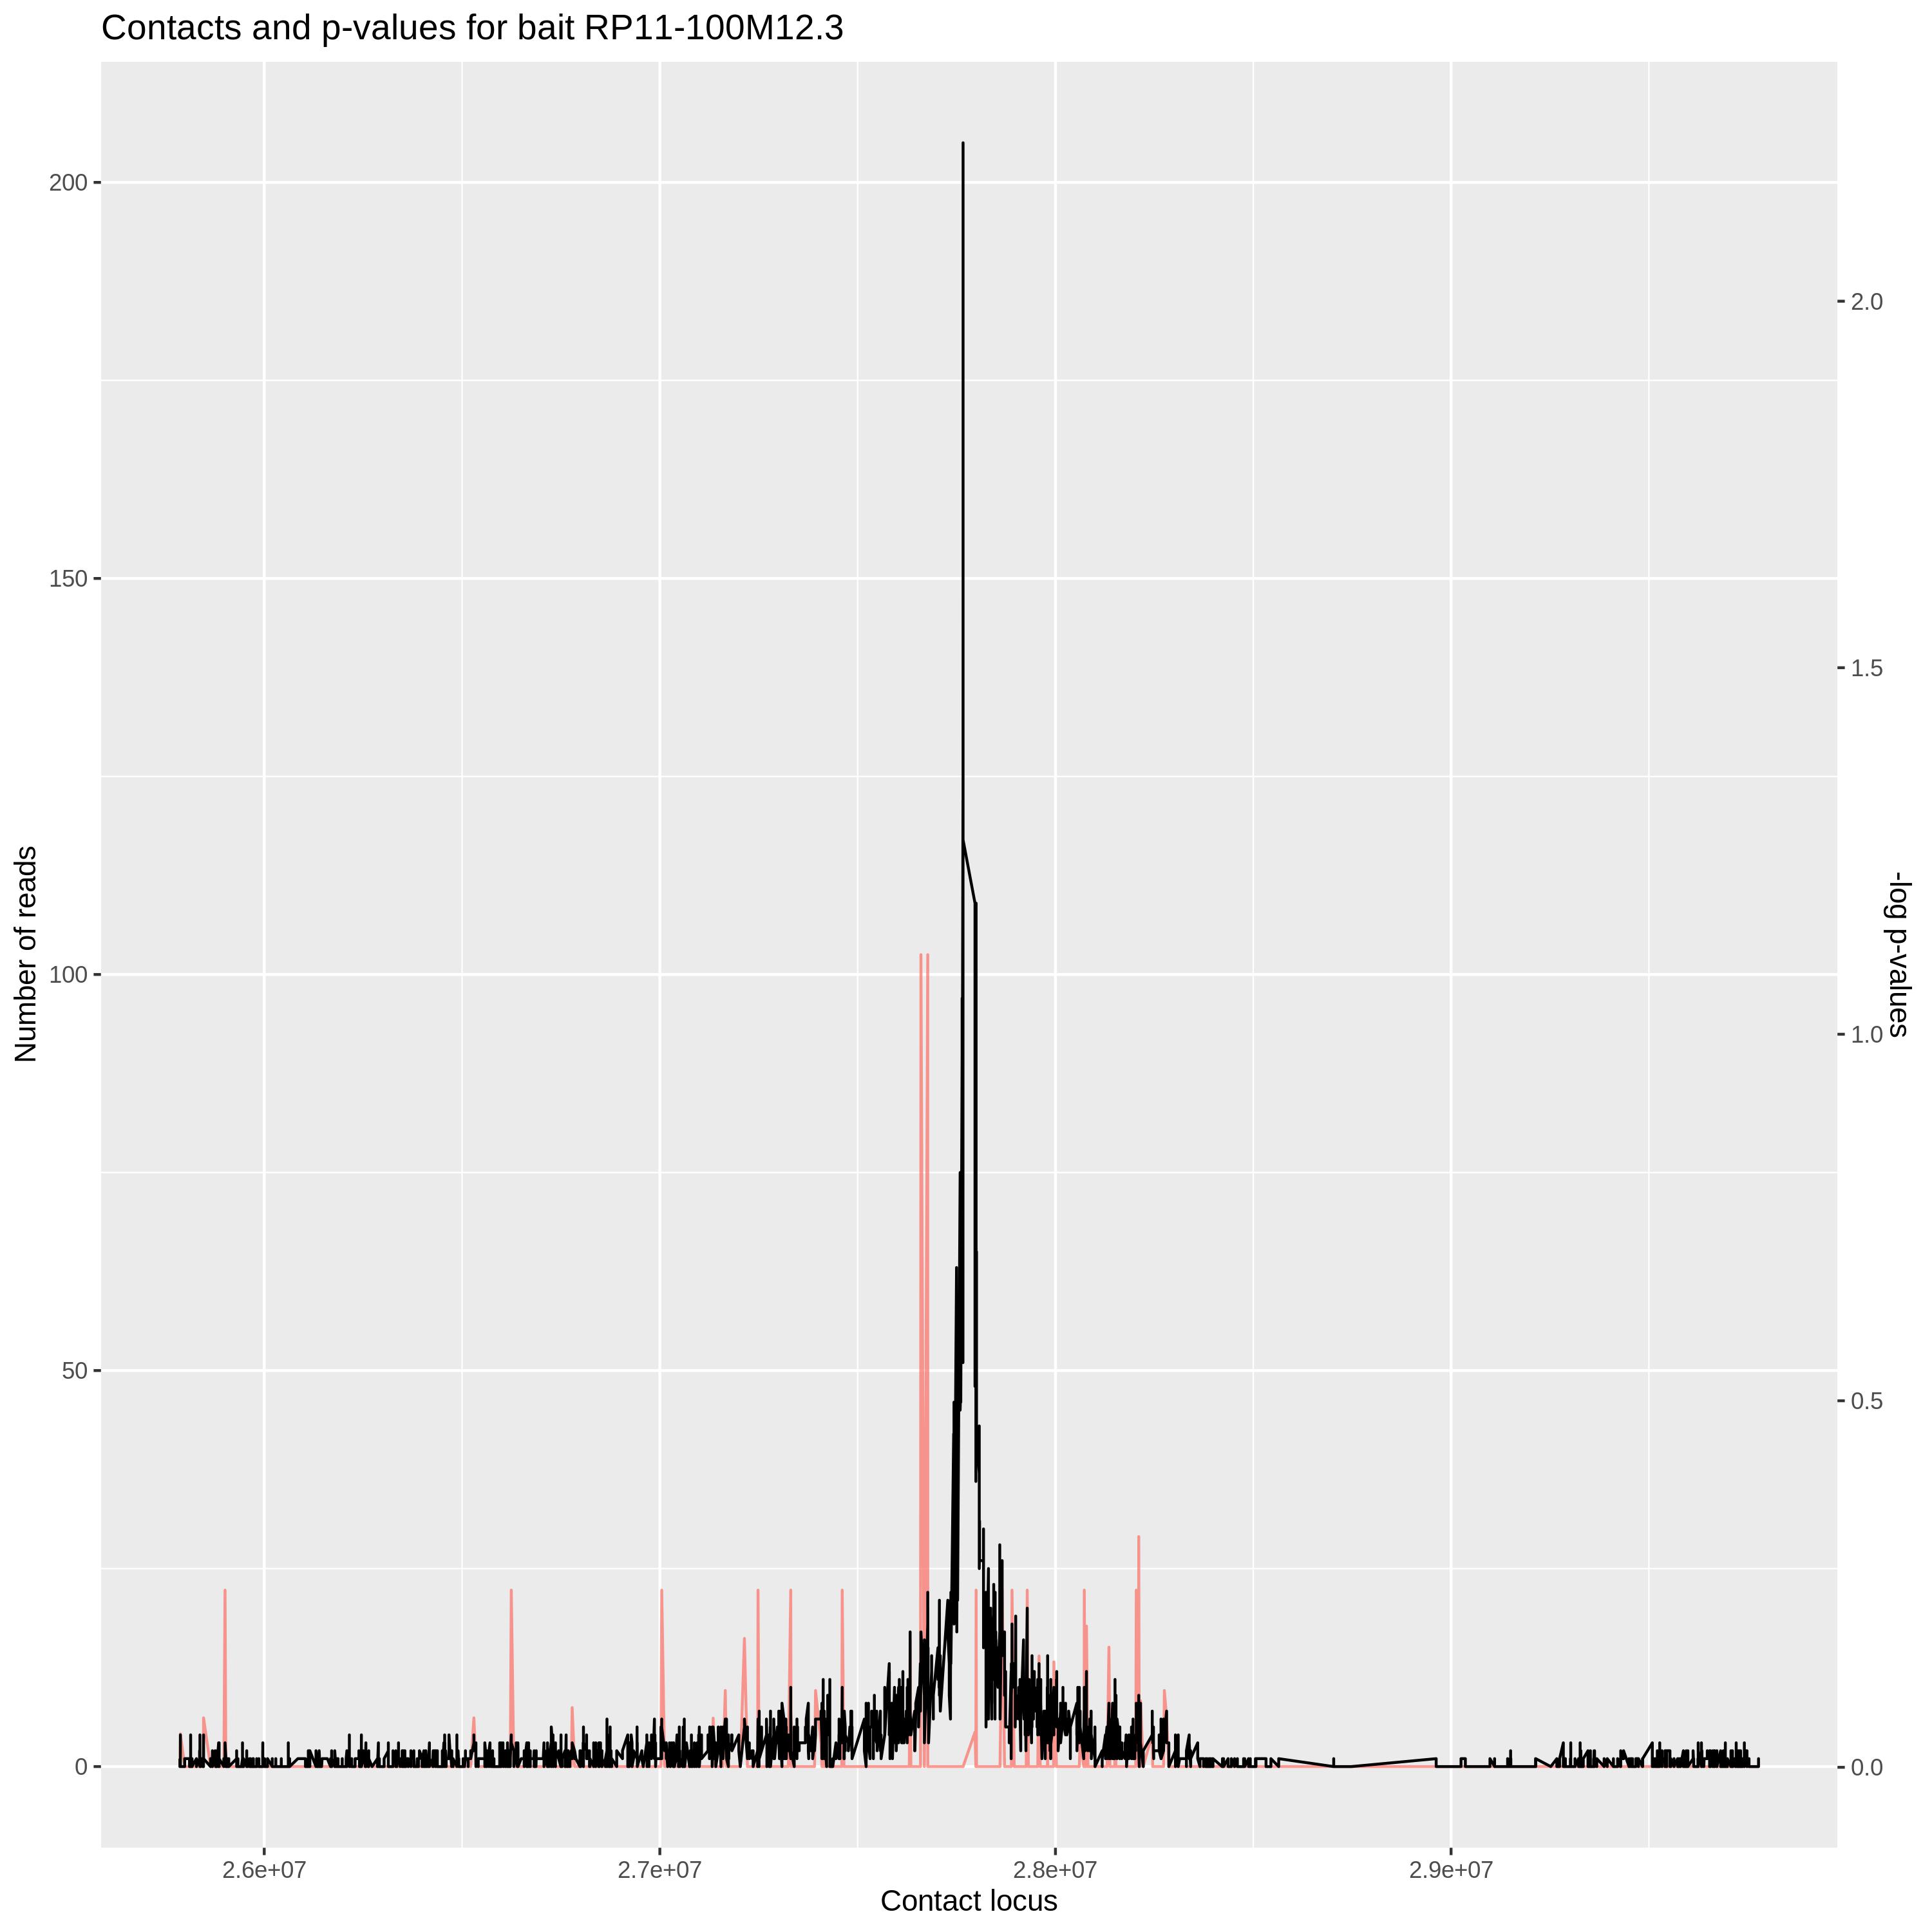 Contacts and p-values for bait RP11-100M12.3
200
150
100
50
0
Number of reads
2.0
1.5
1.0
0.5
0.0
-log p-values
2.6e+07
2.7e+07
2.8e+07
2.9e+07
Contact locus